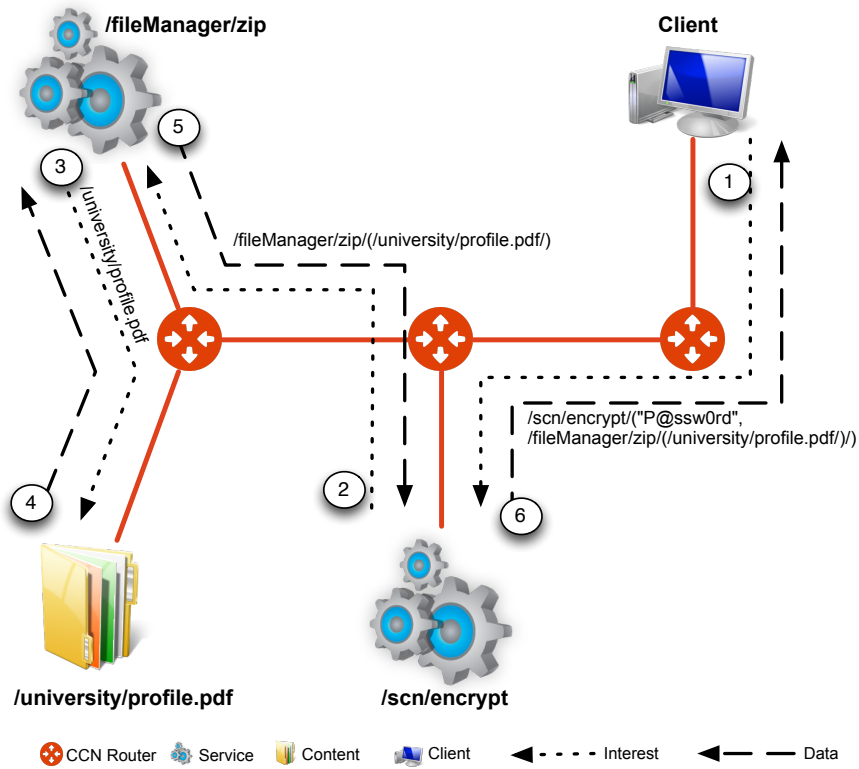 /fileManager/zip
Client
5
3
1
/university/profile.pdf
/fileManager/zip/(/university/profile.pdf/)
/scn/encrypt/("P@ssw0rd",
/fileManager/zip/(/university/profile.pdf/)/)
2
4
6
/university/profile.pdf
/scn/encrypt
CCN Router
Service
Content
Client
Interest
Data